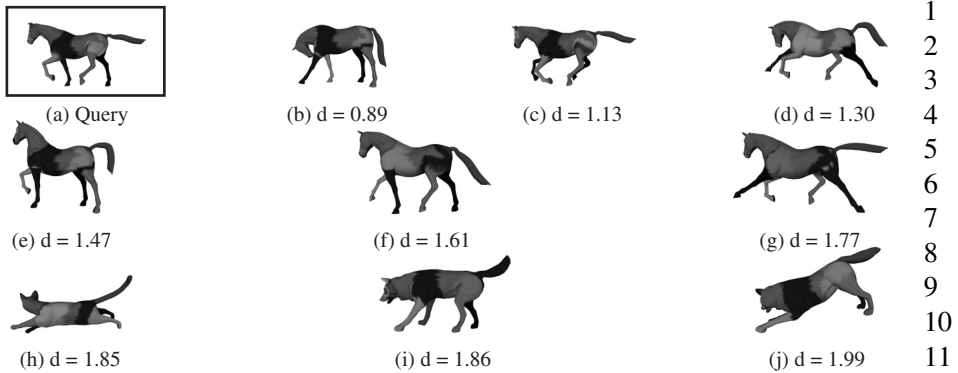 (a) Query
(b) d = 0.89
(c) d = 1.13
(d) d = 1.30
(e) d = 1.47
(f) d = 1.61
(g) d = 1.77
(h) d = 1.85
(i) d = 1.86
(j) d = 1.99
1
2
3
4
5
6
7
8
9
10
11